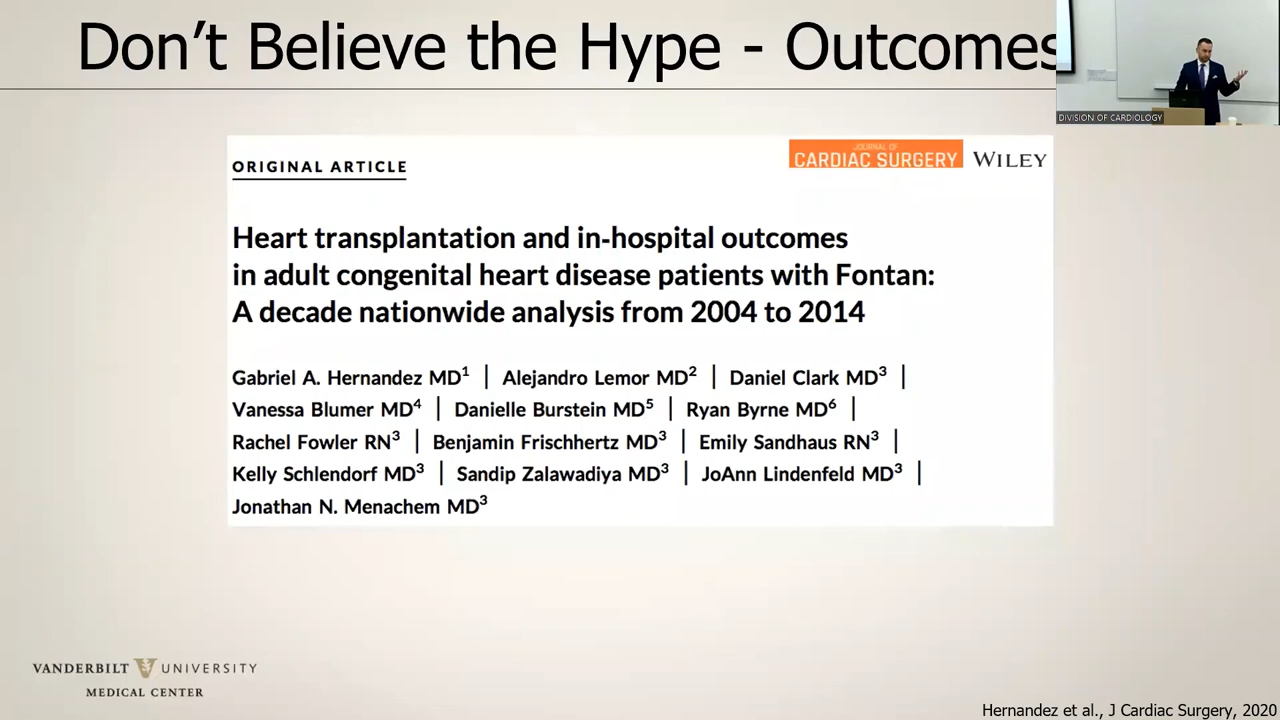 Don't Believe the Hype - Outcomes
DIVISION OF CARDIOLOGY
ORIGINAL ARTICLE
JOURNAL OF
CARDIAC SURGERY WILEY
Heart transplantation and in-hospital outcomes
in adult congenital heart disease patients with Fontan:
A decade nationwide analysis from 2004 to 2014
Gabriel A. Hernandez MD1 | Alejandro Lemor MD2 | Daniel Clark MD3 |
Vanessa Blumer MD4 | Danielle Burstein MD5 | Ryan Byrne MD6 |
Rachel Fowler RN3 | Benjamin Frischhertz MD3 | Emily Sandhaus RN3 |
Kelly Schlendorf MD3 | Sandip Zalawadiya MD3 | JoAnn Lindenfeld MD3 |
Jonathan N. Menachem MD3
VANDERBILT V UNIVERSITY
MEDICAL CENTER
Hernandez et al., J Cardiac Surgery, 2020